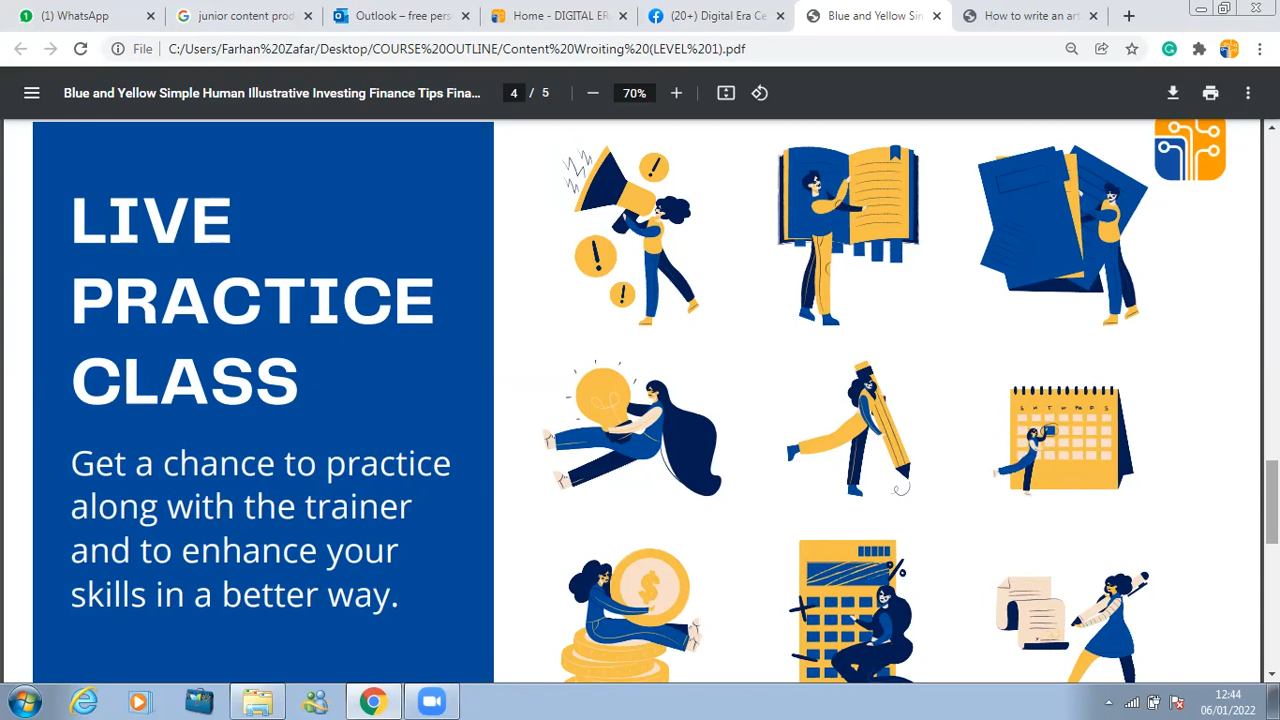 (1) WhatsApp
junior content prod
Outlook – free pers
Home - DIGITAL ER
(20+) Digital Era Ce
Blue and Yellow Sin
How to write an art
File
C:/Users/Farhan%20Zafar/Desktop/COURSE%20OUTLINE/Content%20Wroiting%20(LEVEL%201).pdf
Blue and Yellow Simple Human Illustrative Investing Finance Tips Fina...
4 / 5
70%
LIVE
PRACTICE
CLASS
Get a chance to practice
along with the trainer
and to enhance your
skills in a better way.
12:44
06/01/2022